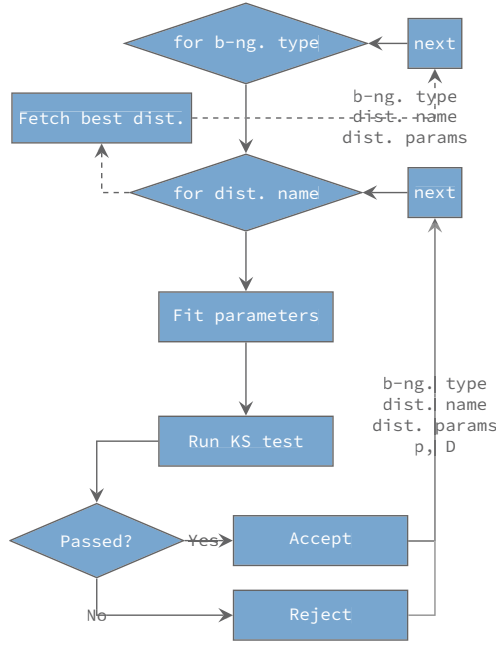 for b-ng. type
next
b-ng. type
dist. name
dist. params
Fetch best dist.
for dist. name
next
Fit parameters
b-ng. type
dist. name
dist. params
p, D
Run KS test
Passed?
Yes
Accept
No
Reject